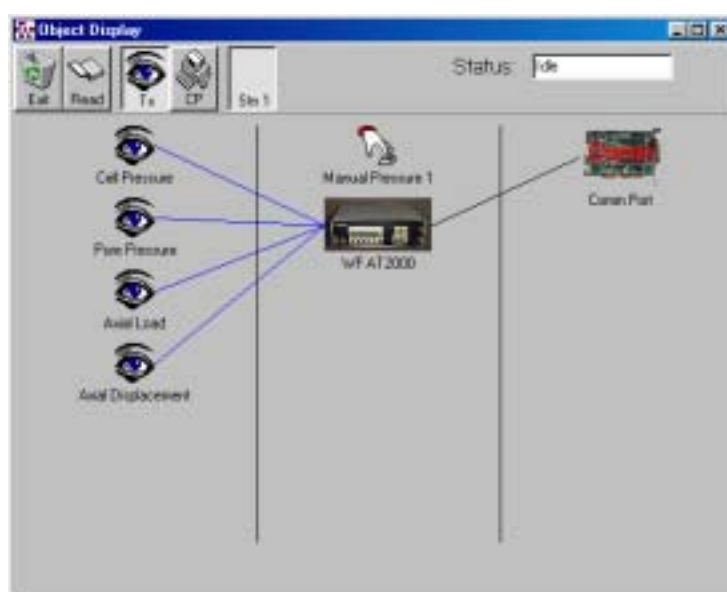 Object Display
Status: Idle
Exit Read Tx CP Stn 1
Cell Pressure
Manual Pressure 1
Comm Port
Pore Pressure
WF AT2000
Axial Load
Axial Displacement